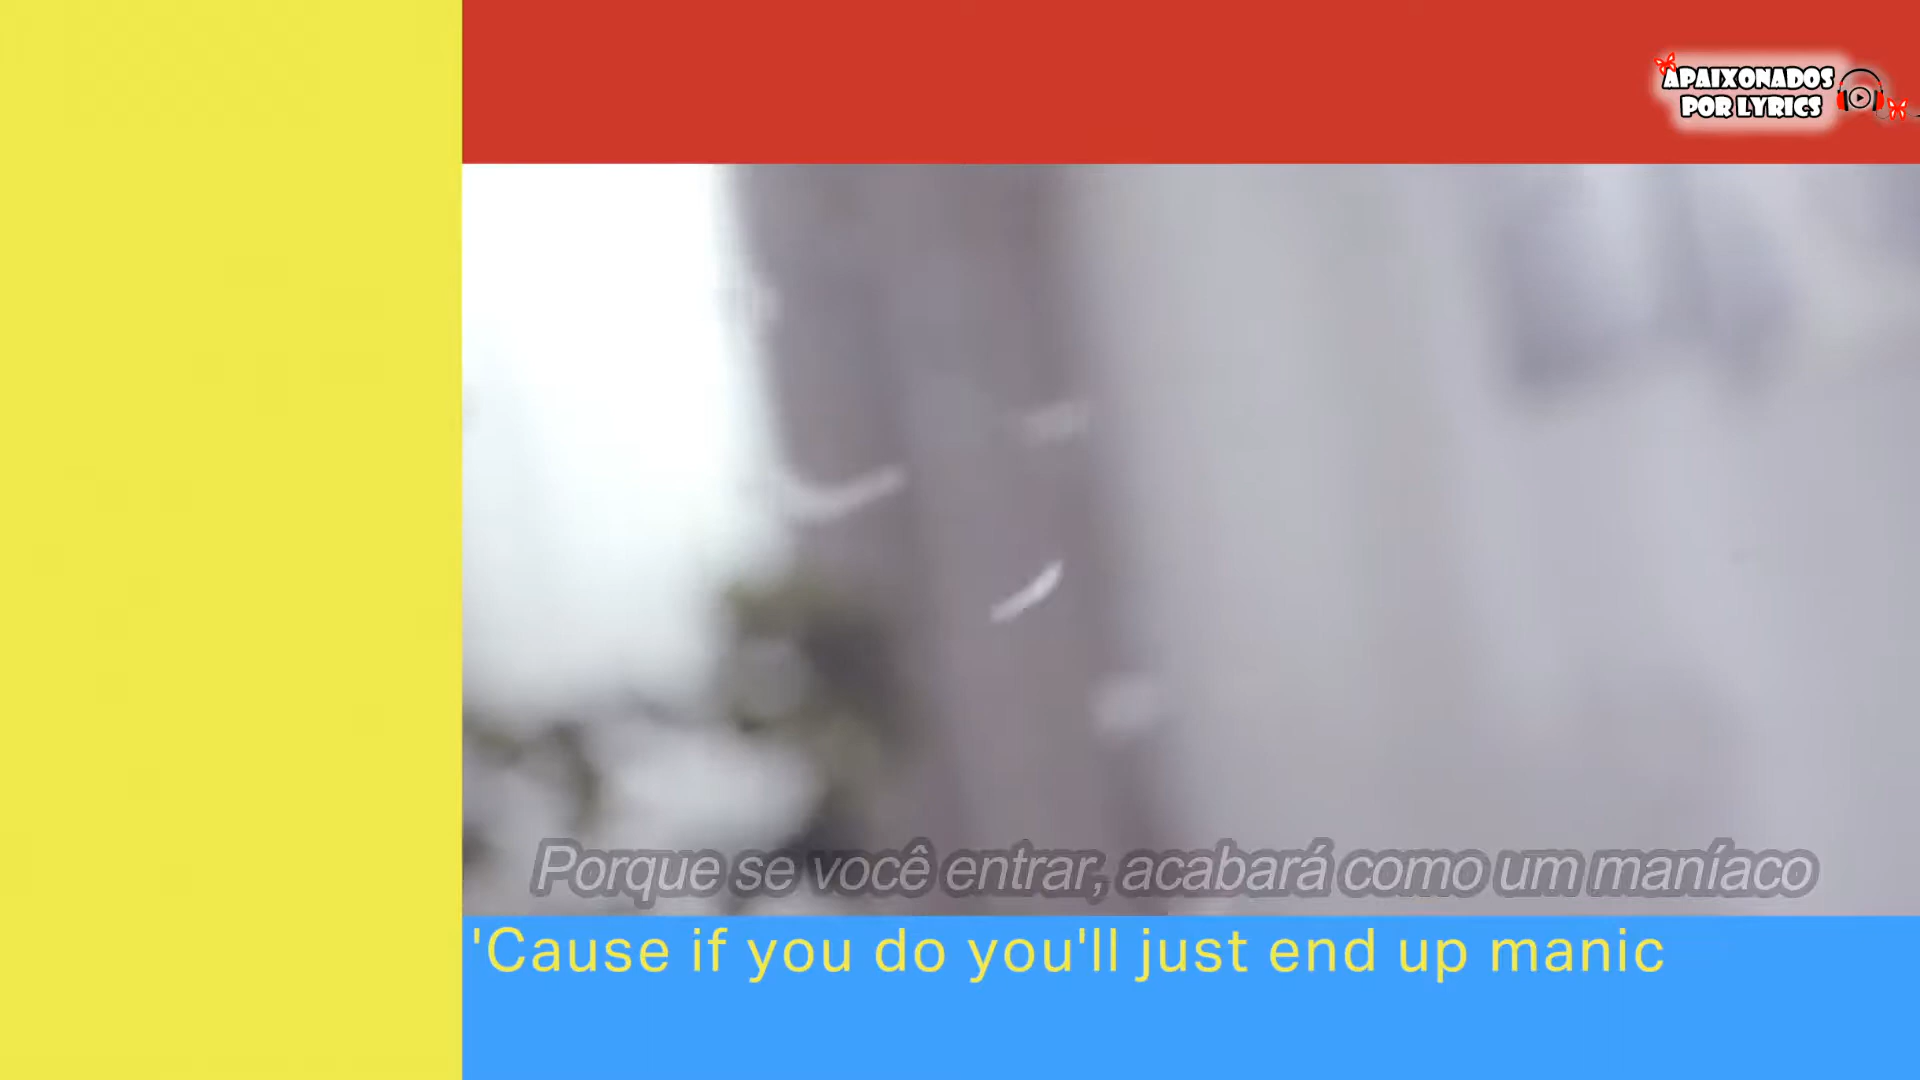 APAIXONADOS
POR LYRICS
Porque se você entrar, acabará como um maníaco
'Cause if you do you'll just end up manic